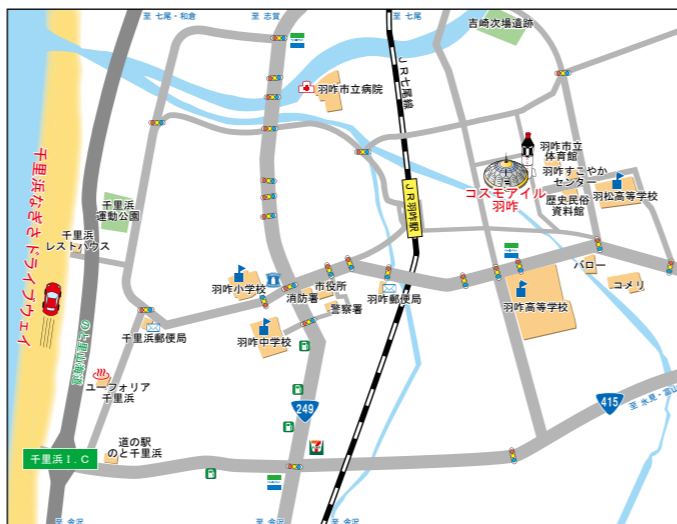 至 七尾・和倉
至 志賀
至 七尾
吉崎次場遺跡
JR七尾線
羽咋市立病院
羽咋市立
体育館
羽咋すこやか
センター
コスモアイル
羽咋
歴史民俗
資料館
羽松高等学校
JR羽咋駅
千里浜なぎさドライブウェイ
千里浜
運動公園
千里浜
レストハウス
バロー
コメリ
羽咋小学校
市役所
消防署
羽咋郵便局
警察署
羽咋高等学校
千里浜郵便局
羽咋中学校
のと里山海道
ユーフォリア
千里浜
249
415
至 氷見・富山
道の駅
のと千里浜
千里浜I.C
7
至 金沢
至 金沢
至 金沢